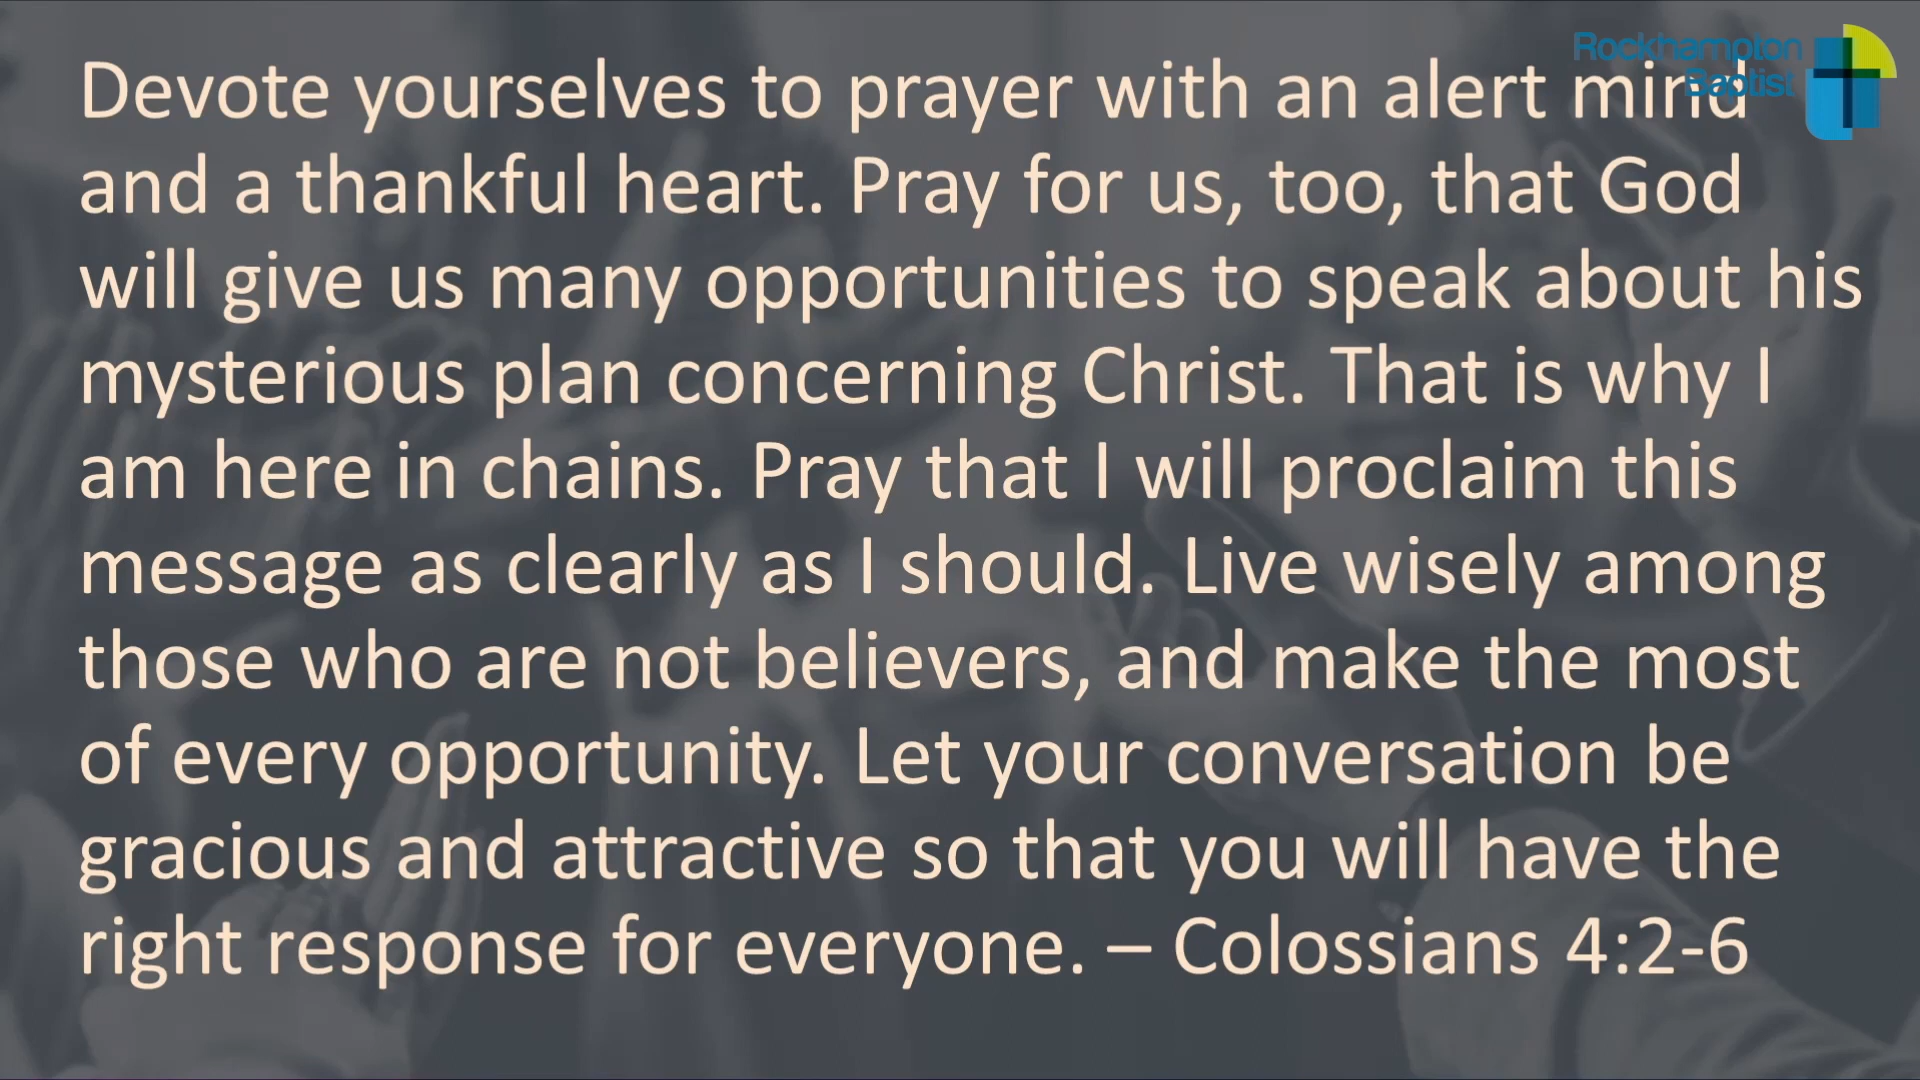 Rockhampton
Baptist
Devote yourselves to prayer with an alert mind
and a thankful heart. Pray for us, too, that God
will give us many opportunities to speak about his
mysterious plan concerning Christ. That is why I
am here in chains. Pray that I will proclaim this
message as clearly as I should. Live wisely among
those who are not believers, and make the most
of every opportunity. Let your conversation be
gracious and attractive so that you will have the
right response for everyone. – Colossians 4:2-6